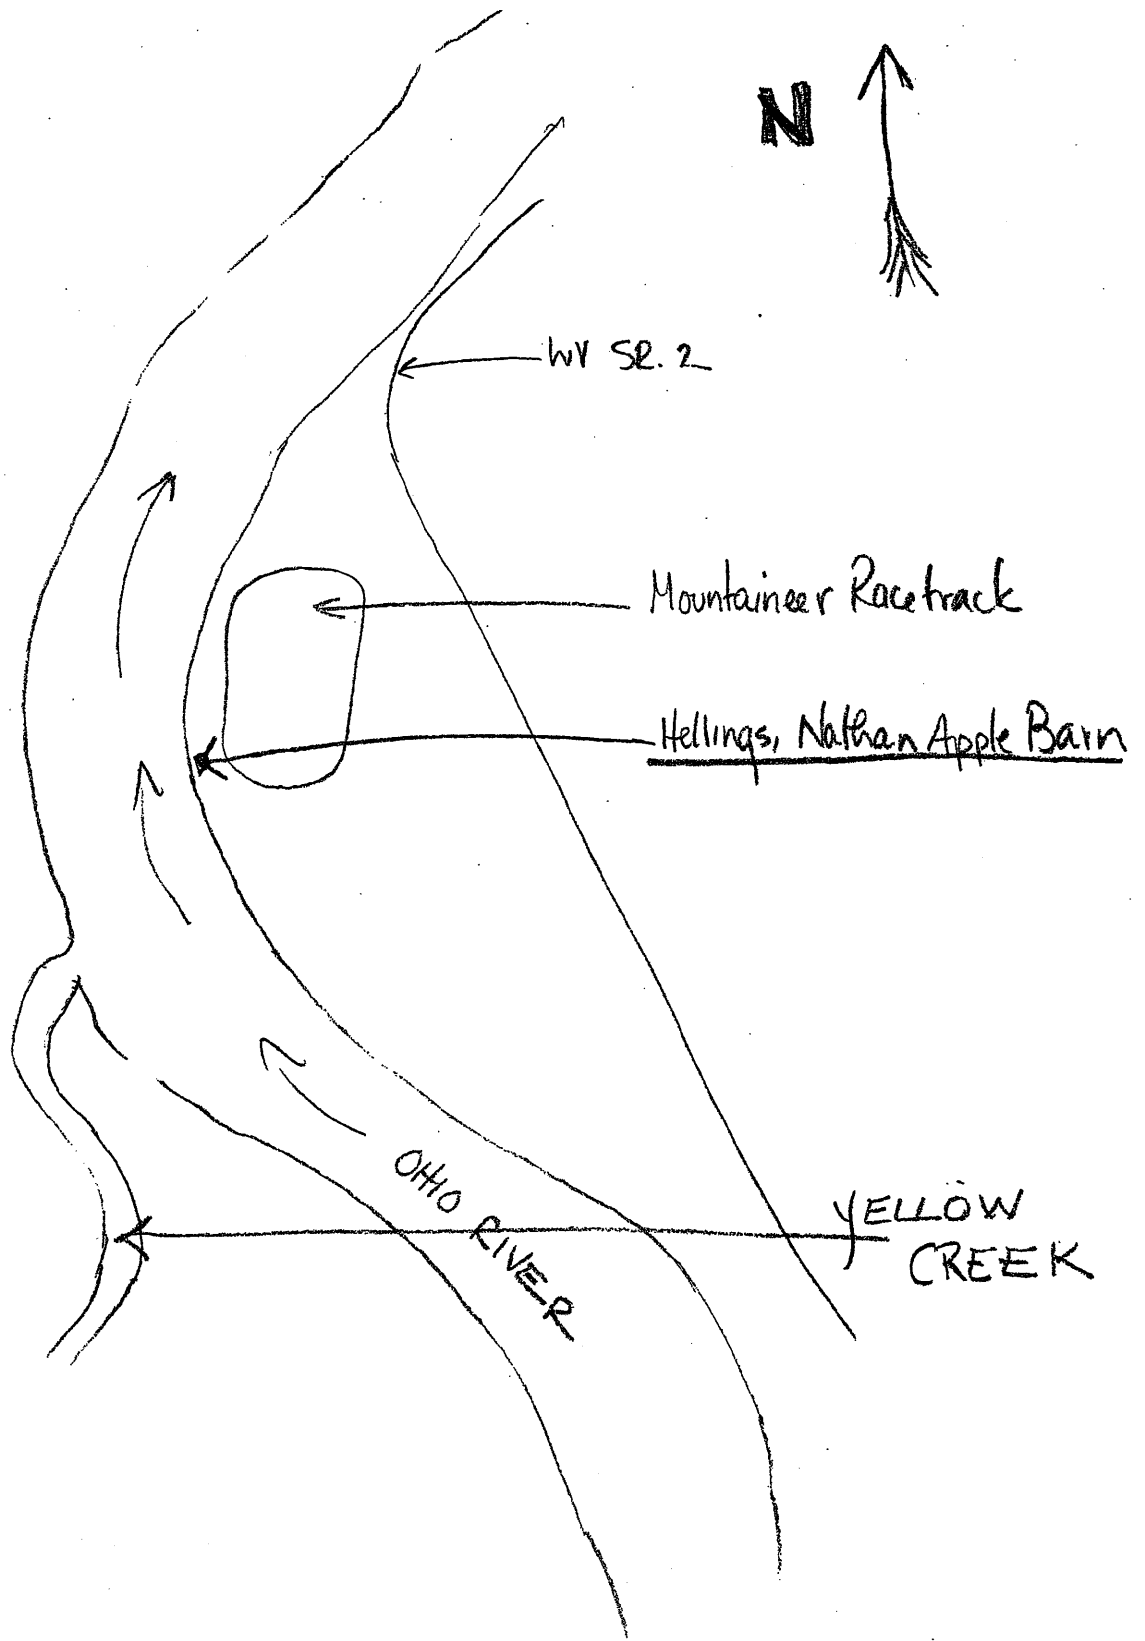 N
WV SR. 2
Mountaineer Racetrack
Hellings, Nathan Apple Barn
OHIO RIVER
YELLOW
CREEK